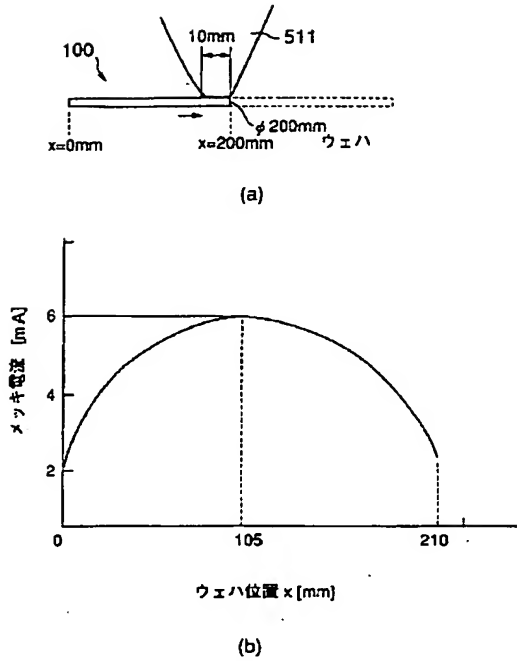 10mm
511
100
φ200mm
x=0mm
x=200mm
ウェハ
(a)
メッキ電流 [mA]
6
4
2
0
105
210
ウェハ位置 x [mm]
(b)